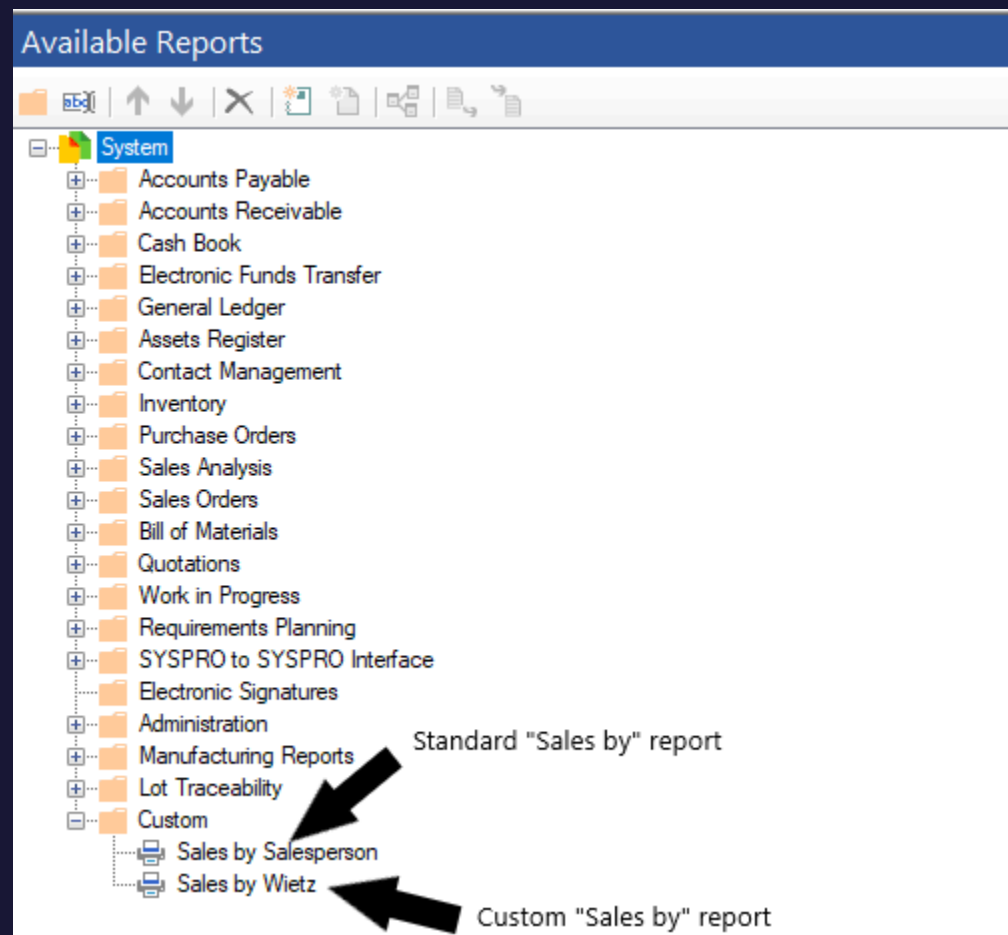 Available Reports
abc
System
Accounts Payable
Accounts Receivable
Cash Book
Electronic Funds Transfer
General Ledger
Assets Register
Contact Management
Inventory
Purchase Orders
Sales Analysis
Sales Orders
Bill of Materials
Quotations
Work in Progress
Requirements Planning
SYSPRO to SYSPRO Interface
Electronic Signatures
Administration
Standard "Sales by" report
Manufacturing Reports
Lot Traceability
Custom
Sales by Salesperson
Sales by Wietz
Custom "Sales by" report